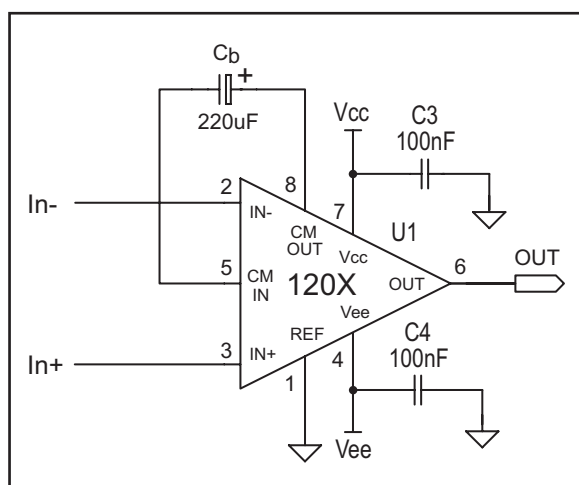 Cb
+
220uF
Vcc
C3
100nF
2
8
7
In-
IN-
CM
OUT
Vcc
U1
5
CM
IN
120X
OUT
6
OUT
Vee
REF
C4
100nF
In+
3
IN+
1
4
Vee